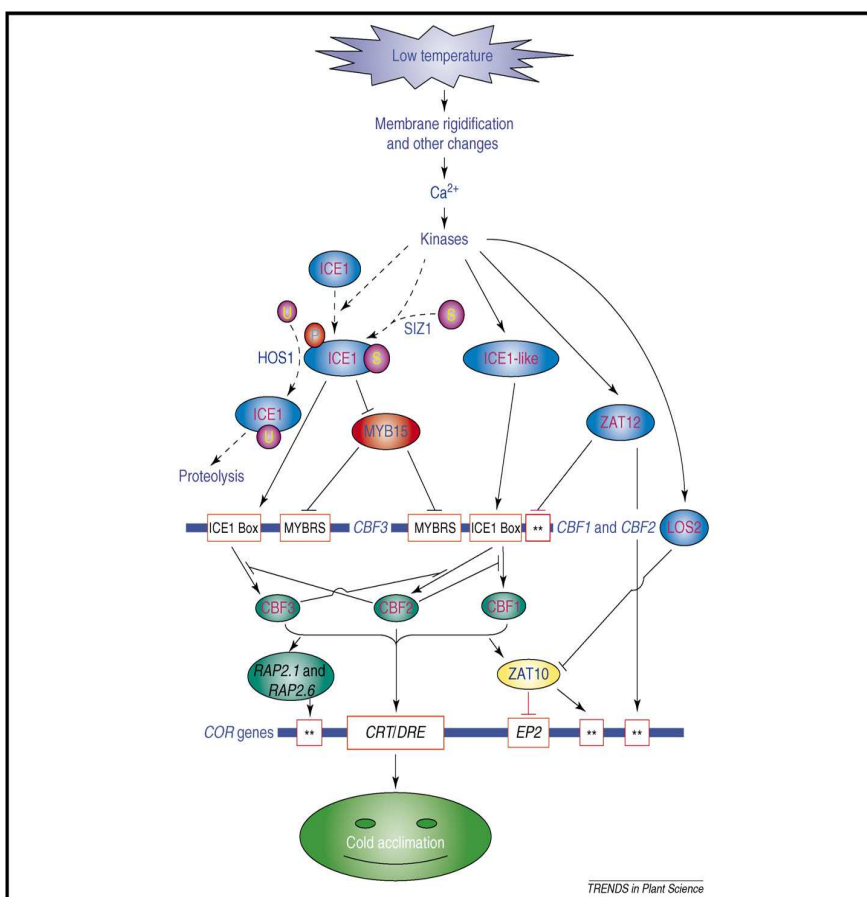 Low temperature
Membrane rigidification
and other changes
Ca²⁺
Kinases
ICE1
U
P
S
HOS1
ICE1
S
SIZ1
ICE1-like
ICE1
U
MYB15
ZAT12
Proteolysis
ICE1 Box
MYBRS
CBF3
MYBRS
ICE1 Box
**
CBF1 and CBF2
LOS2
CBF3
CBF2
CBF1
RAP2.1 and
RAP2.6
ZAT10
COR genes
**
CRT/DRE
EP2
**
**
Cold acclimation
TRENDS in Plant Science